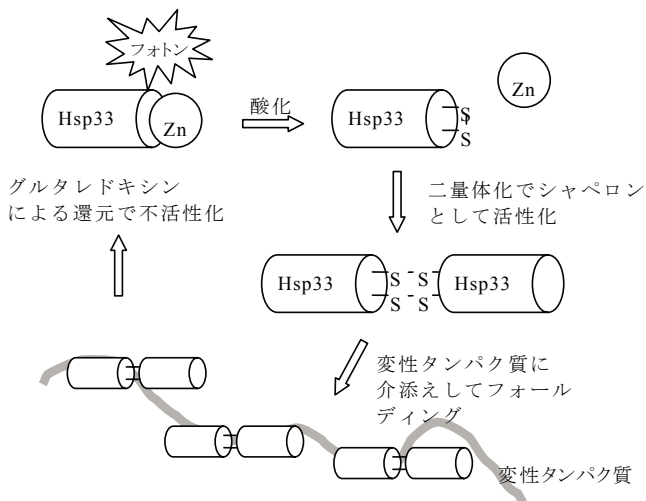 フォトン
Hsp33
Zn
酸化
Hsp33
S
S
Zn
グルタレドキシン
による還元で不活性化
二量体化でシャペロン
として活性化
Hsp33
S - S
S - S
Hsp33
変性タンパク質に
介添えしてフォール
ディング
変性タンパク質